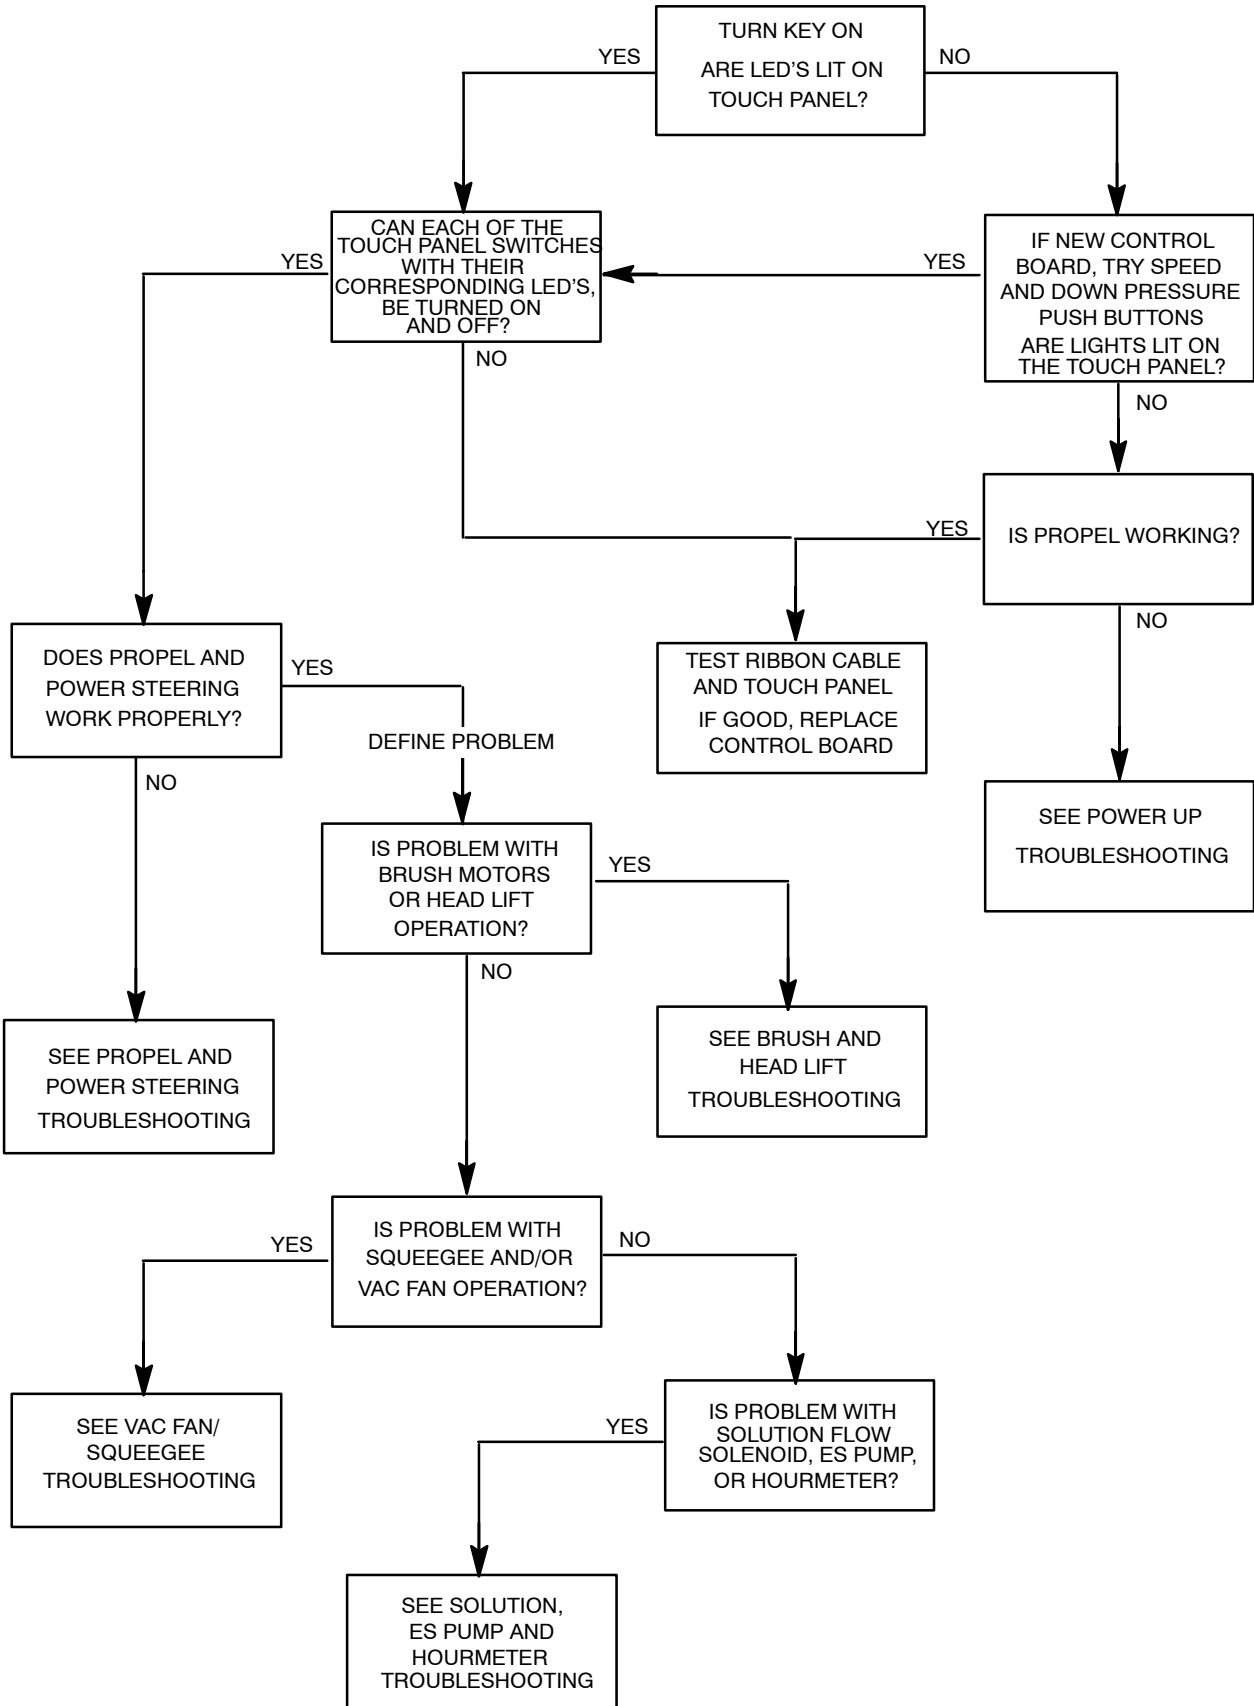 TURN KEY ON
ARE LED'S LIT ON
TOUCH PANEL?
YES
NO
CAN EACH OF THE
TOUCH PANEL SWITCHES
WITH THEIR
CORRESPONDING LED'S,
BE TURNED ON
AND OFF?
YES
NO
IF NEW CONTROL
BOARD, TRY SPEED
AND DOWN PRESSURE
PUSH BUTTONS
ARE LIGHTS LIT ON
THE TOUCH PANEL?
YES
NO
IS PROPEL WORKING?
YES
NO
DOES PROPEL AND
POWER STEERING
WORK PROPERLY?
YES
NO
TEST RIBBON CABLE
AND TOUCH PANEL
IF GOOD, REPLACE
CONTROL BOARD
DEFINE PROBLEM
SEE POWER UP
TROUBLESHOOTING
IS PROBLEM WITH
BRUSH MOTORS
OR HEAD LIFT
OPERATION?
YES
NO
SEE PROPEL AND
POWER STEERING
TROUBLESHOOTING
SEE BRUSH AND
HEAD LIFT
TROUBLESHOOTING
IS PROBLEM WITH
SQUEEGEE AND/OR
VAC FAN OPERATION?
YES
NO
SEE VAC FAN/
SQUEEGEE
TROUBLESHOOTING
IS PROBLEM WITH
SOLUTION FLOW
SOLENOID, ES PUMP,
OR HOURMETER?
YES
SEE SOLUTION,
ES PUMP AND
HOURMETER
TROUBLESHOOTING